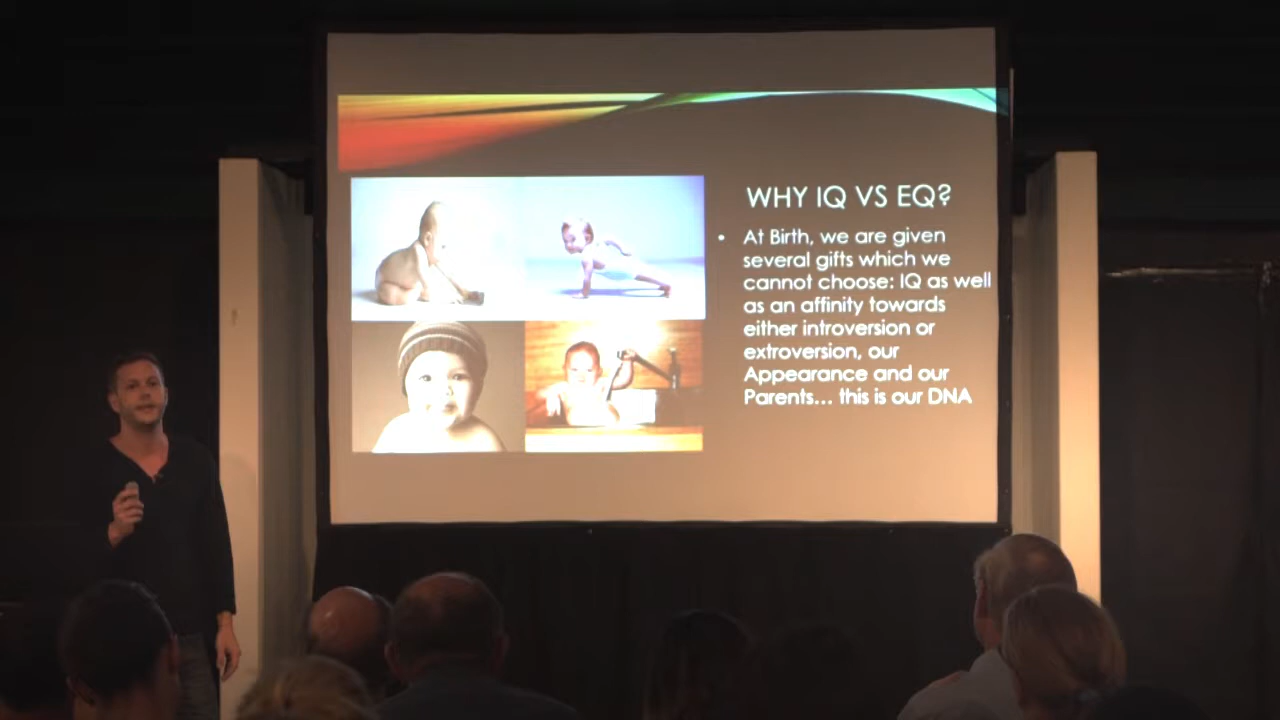 WHY IQ VS EQ?
• At Birth, we are given
several gifts which we
cannot choose: IQ as well
as an affinity towards
either introversion or
extroversion, our
Appearance and our
Parents... this is our DNA